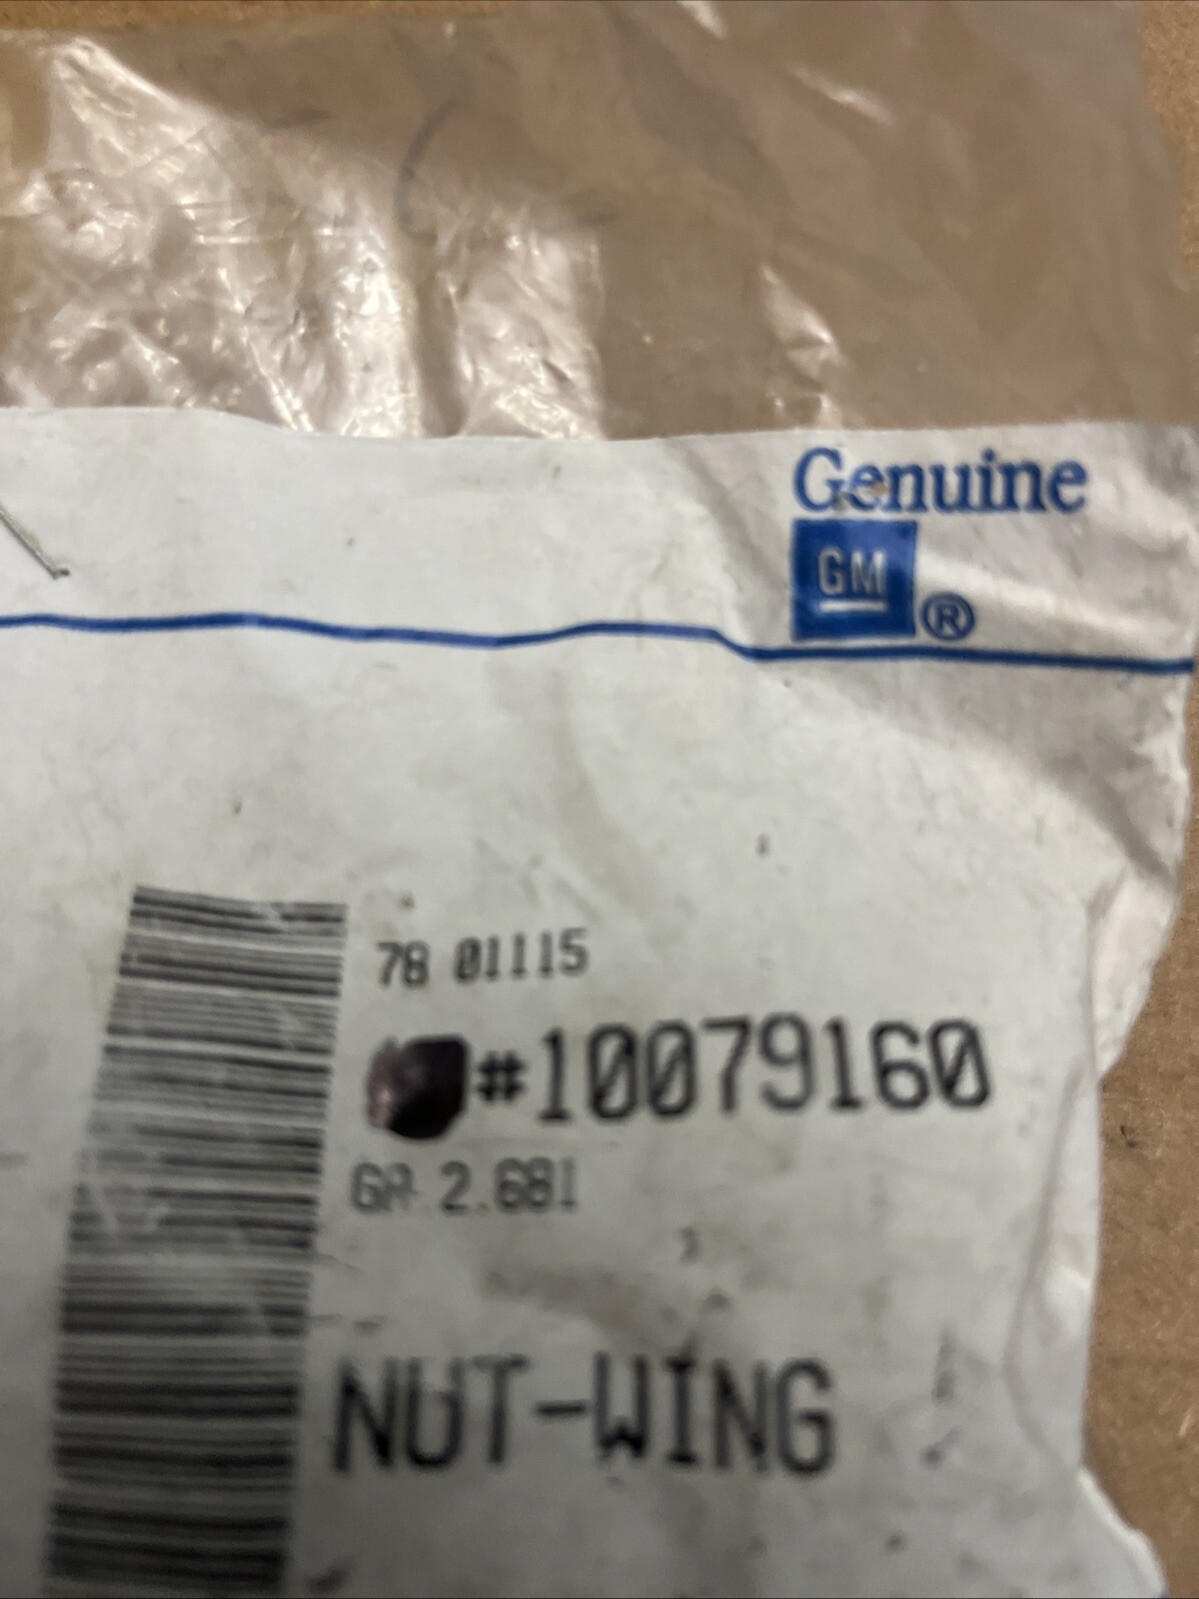 Genuine
GM ®
78 01115
#10079160
GR 2.681
NUT-WING